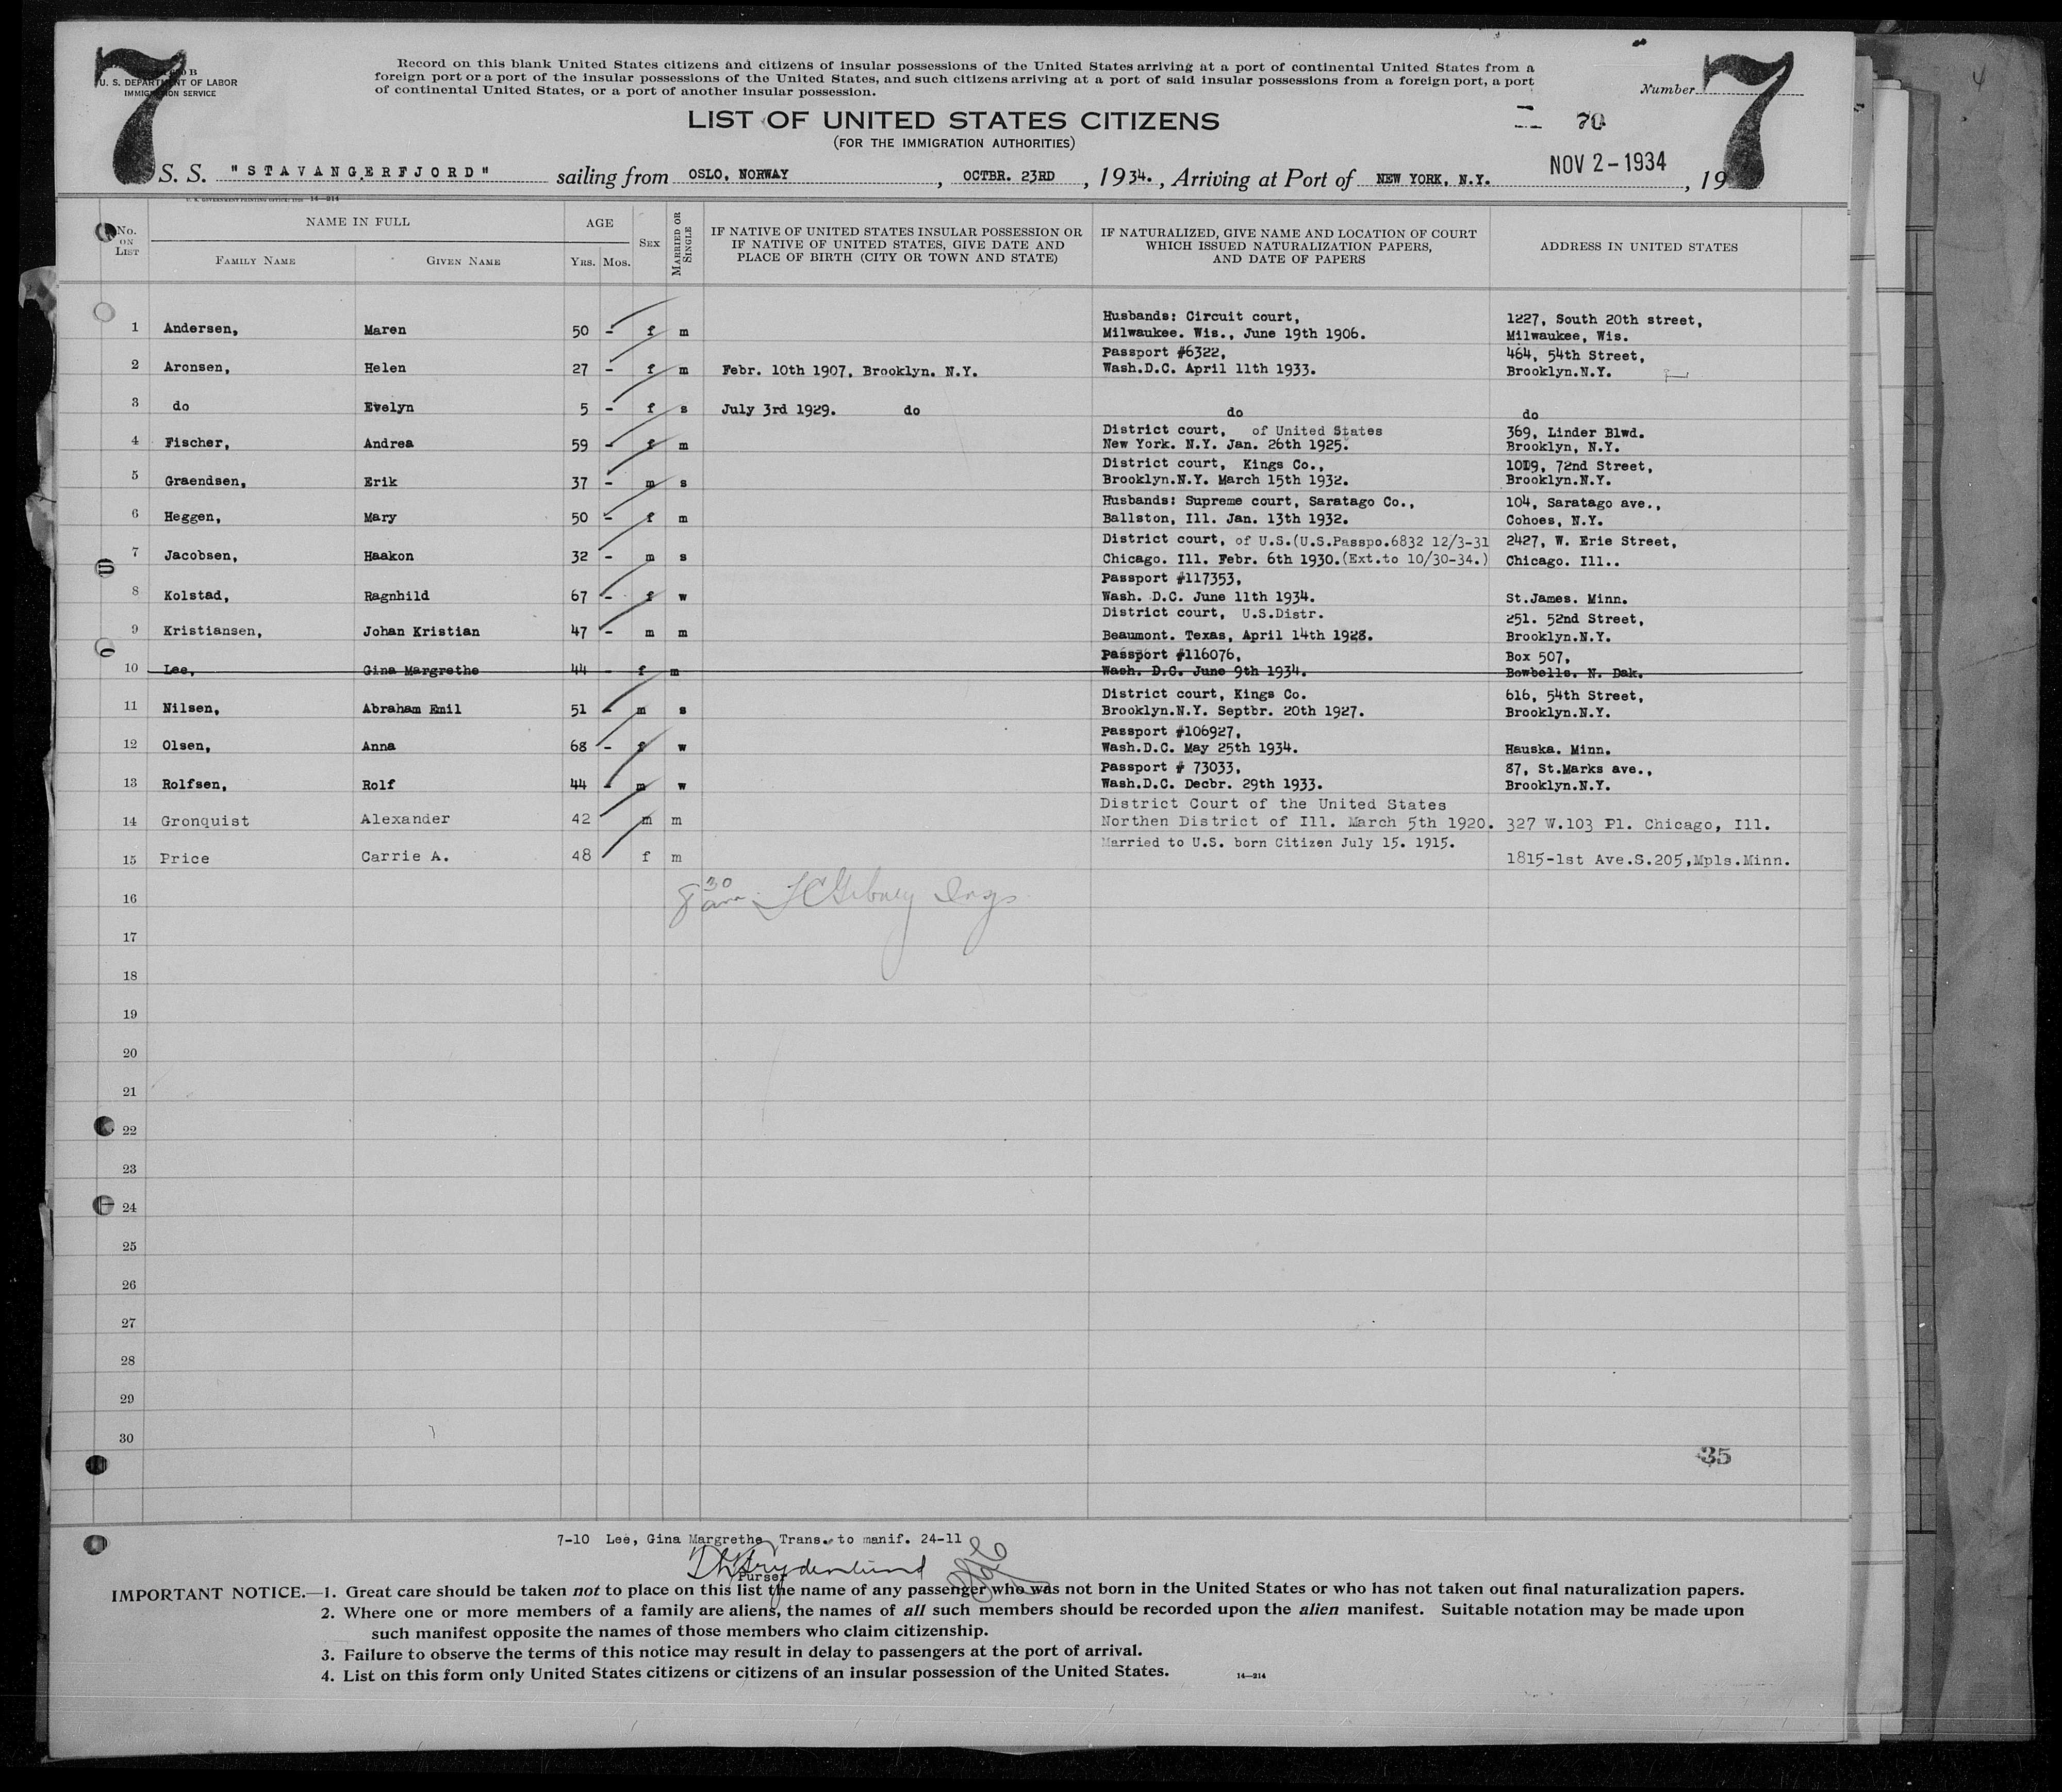 7
7
U. S. DEPARTMENT OF LABOR
IMMIGRATION SERVICE
Record on this blank United States citizens and citizens of insular possessions of the United States arriving at a port of continental United States from a
foreign port or a port of the insular possessions of the United States, and such citizens arriving at a port of said insular possessions from a foreign port, a port
of continental United States, or a port of another insular possession.
Number
LIST OF UNITED STATES CITIZENS
(FOR THE IMMIGRATION AUTHORITIES)
70
S. S. "STAVANGERFJORD" sailing from OSLO, NORWAY, OCTBR. 23RD, 1934., Arriving at Port of NEW YORK, N.Y. NOV 2-1934, 19
14—214
No. ON LIST
NAME IN FULL
FAMILY NAME
GIVEN NAME
AGE
YRS. MOS.
SEX
MARRIED OR SINGLE
IF NATIVE OF UNITED STATES INSULAR POSSESSION OR
IF NATIVE OF UNITED STATES, GIVE DATE AND
PLACE OF BIRTH (CITY OR TOWN AND STATE)
IF NATURALIZED, GIVE NAME AND LOCATION OF COURT
WHICH ISSUED NATURALIZATION PAPERS,
AND DATE OF PAPERS
ADDRESS IN UNITED STATES
Husbands: Circuit court, 1227, South 20th street,
1 Andersen, Maren 50 - f m Milwaukee. Wis., June 19th 1906. Milwaukee, Wis.
Passport #6322, 464, 54th Street,
2 Aronsen, Helen 27 - f m Febr. 10th 1907, Brooklyn. N.Y. Wash.D.C. April 11th 1933. Brooklyn.N.Y.
3 do Evelyn 5 - f s July 3rd 1929. do do do
District court, of United States 369, Linder Blwd.
4 Fischer, Andrea 59 - f m New York. N.Y. Jan. 26th 1925. Brooklyn, N.Y.
District court, Kings Co., 1019, 72nd Street,
5 Graendsen, Erik 37 - m s Brooklyn.N.Y. March 15th 1932. Brooklyn.N.Y.
Husbands: Supreme court, Saratago Co., 104, Saratago ave.,
6 Heggen, Mary 50 - f m Ballston, Ill. Jan. 13th 1932. Cohoes, N.Y.
District court, of U.S.(U.S.Passpo.6832 12/3-31 2427, W. Erie Street,
7 Jacobsen, Haakon 32 - m s Chicago. Ill. Febr. 6th 1930.(Ext.to 10/30-34.) Chicago. Ill..
Passport #117353,
8 Kolstad, Ragnhild 67 - f w Wash. D.C. June 11th 1934. St.James. Minn.
District court, U.S.Distr. 251. 52nd Street,
9 Kristiansen, Johan Kristian 47 - m m Beaumont. Texas, April 14th 1928. Brooklyn.N.Y.
Passport #116076, Box 507,
10 Lee, Gina Margrethe 44 - f m Wash. D.C. June 9th 1934. Bowbells. N. Dak.
District court, Kings Co. 616, 54th Street,
11 Nilsen, Abraham Emil 51 - m s Brooklyn.N.Y. Septbr. 20th 1927. Brooklyn.N.Y.
Passport #106927,
12 Olsen, Anna 68 - f w Wash.D.C. May 25th 1934. Hauska. Minn.
Passport # 73033, 87, St.Marks ave.,
13 Rolfsen, Rolf 44 - m w Wash.D.C. Decbr. 29th 1933. Brooklyn.N.Y.
District Court of the United States
14 Gronquist Alexander 42 m m Northen District of Ill. March 5th 1920. 327 W.103 Pl. Chicago, Ill.
Married to U.S. born Citizen July 15. 1915.
15 Price Carrie A. 48 f m 1815-1st Ave.S.205,Mpls.Minn.
16 8 30 am
17
18
19
20
21
22
23
24
25
26
27
28
29
30
35
7-10 Lee, Gina Margrethe Trans. to manif. 24-11
Purser
IMPORTANT NOTICE.—1. Great care should be taken not to place on this list the name of any passenger who was not born in the United States or who has not taken out final naturalization papers.
2. Where one or more members of a family are aliens, the names of all such members should be recorded upon the alien manifest. Suitable notation may be made upon
such manifest opposite the names of those members who claim citizenship.
3. Failure to observe the terms of this notice may result in delay to passengers at the port of arrival.
4. List on this form only United States citizens or citizens of an insular possession of the United States. 14—214